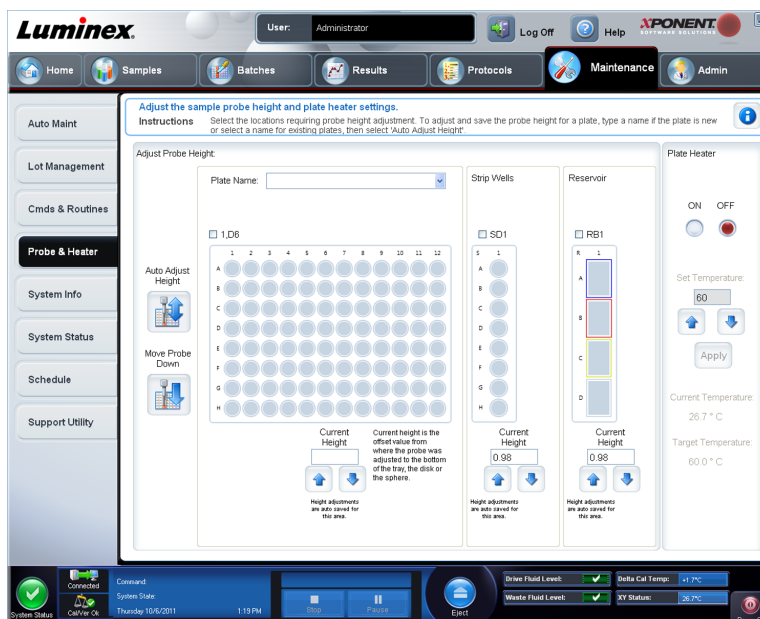 Luminex.
User: Administrator
Log Off
Help
XPONENT.
SOFTWARE SOLUTIONS
Home
Samples
Batches
Results
Protocols
Maintenance
Admin
Auto Maint
Lot Management
Cmds & Routines
Probe & Heater
System Info
System Status
Schedule
Support Utility
Adjust the sample probe height and plate heater settings.
Instructions Select the locations requiring probe height adjustment. To adjust and save the probe height for a plate, type a name if the plate is new
or select a name for existing plates, then select 'Auto Adjust Height'.
Adjust Probe Height:
Auto Adjust
Height
Move Probe
Down
Plate Name:
1,D6
1 2 3 4 5 6 7 8 9 10 11 12
A
B
C
D
E
F
G
H
Current
Height
Current height is the
offset value from
where the probe was
adjusted to the bottom
of the tray, the disk or
the sphere.
Height adjustments
are auto saved for
this area.
Strip Wells
SD1
S 1
A
B
C
D
E
F
G
H
Current
Height
0.98
Height adjustments
are auto saved for
this area.
Reservoir
RB1
R 1
A
B
C
D
Current
Height
0.98
Height adjustments
are auto saved for
this area.
Plate Heater
ON OFF
Set Temperature:
60
Apply
Current Temperature:
26.7 ° C
Target Temperature:
60.0 ° C
System Status
Connected
Cal/Ver Ok
Command:
System State:
Thursday 10/6/2011 1:19 PM
Stop
Pause
Eject
Drive Fluid Level:
Waste Fluid Level:
Delta Cal Temp: +1.7°C
XY Status: 26.7°C